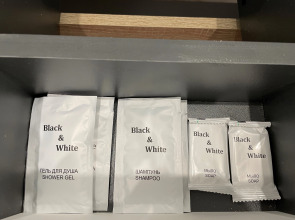 Black
&
White
ГЕЛЬ ДЛЯ ДУША
SHOWER GEL
Black
&
White
ШАМПУНЬ
SHAMPOO
Black
&
White
МЫЛО
SOAP
Black
&
White
МЫЛО
SOAP